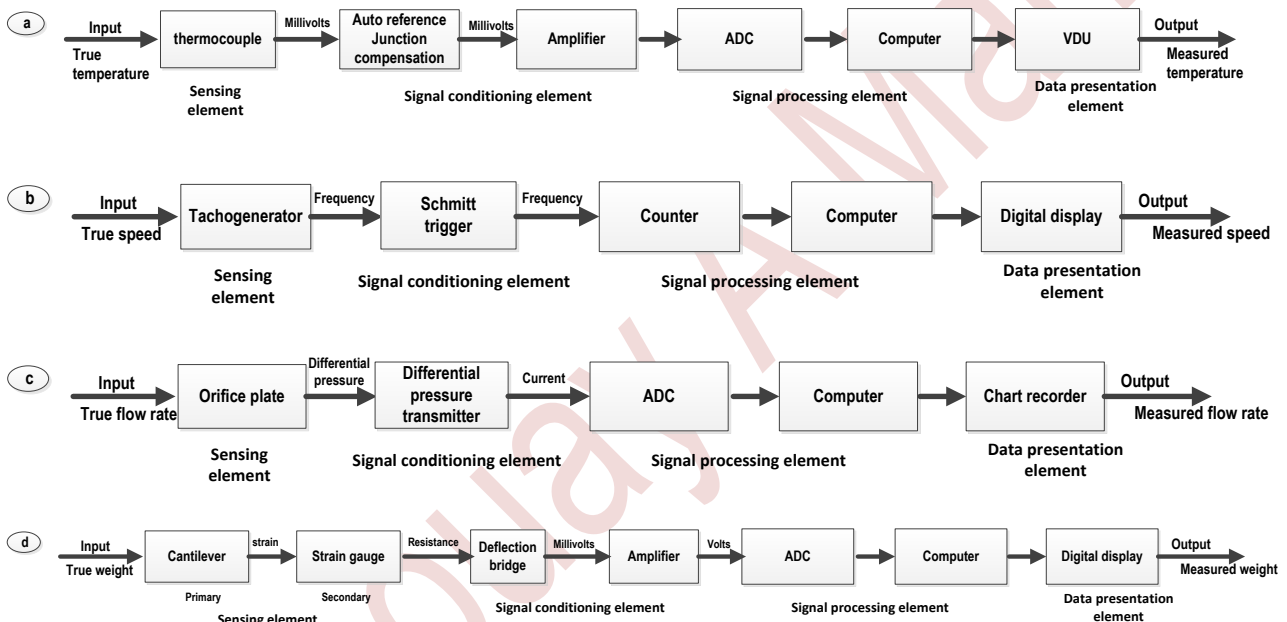 a
Input
True
temperature
thermocouple
Millivolts
Auto reference
Junction
compensation
Millivolts
Amplifier
ADC
Computer
VDU
Output
Measured
temperature
Sensing
element
Signal conditioning element
Signal processing element
Data presentation
element
b
Input
True speed
Tachogenerator
Frequency
Schmitt
trigger
Frequency
Counter
Computer
Digital display
Output
Measured speed
Sensing
element
Signal conditioning element
Signal processing element
Data presentation
element
c
Input
True flow rate
Orifice plate
Differential
pressure
Differential
pressure
transmitter
Current
ADC
Computer
Chart recorder
Output
Measured flow rate
Sensing
element
Signal conditioning element
Signal processing element
Data presentation
element
d
Input
True weight
Cantilever
strain
Strain gauge
Resistance
Deflection
bridge
Millivolts
Amplifier
Volts
ADC
Computer
Digital display
Output
Measured weight
Primary
Secondary
Sensing element
Signal conditioning element
Signal processing element
Data presentation
element